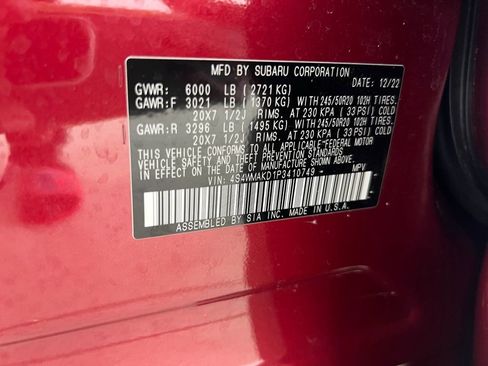 MFD BY SUBARU CORPORATION DATE: 12/22
GVWR: 6000 LB (2721 KG)
GAWR: F 3021 LB (1370 KG) WITH 245/50R20 102H TIRES.
20X7 1/2J RIMS. AT 230 KPA (33 PSI) COLD
GAWR: R 3296 LB (1495 KG) WITH 245/50R20 102H TIRES.
20X7 1/2J RIMS. AT 230 KPA (33 PSI) COLD
THIS VEHICLE CONFORMS TO ALL APPLICABLE FEDERAL MOTOR
VEHICLE SAFETY AND THEFT PREVENTION STANDARDS IN EFFECT ON THE
DATE OF MANUFACTURE SHOWN ABOVE.
VIN: 4S4WMAKD1P3410749 MPV
ASSEMBLED BY SIA INC. MADE IN U.S.A.